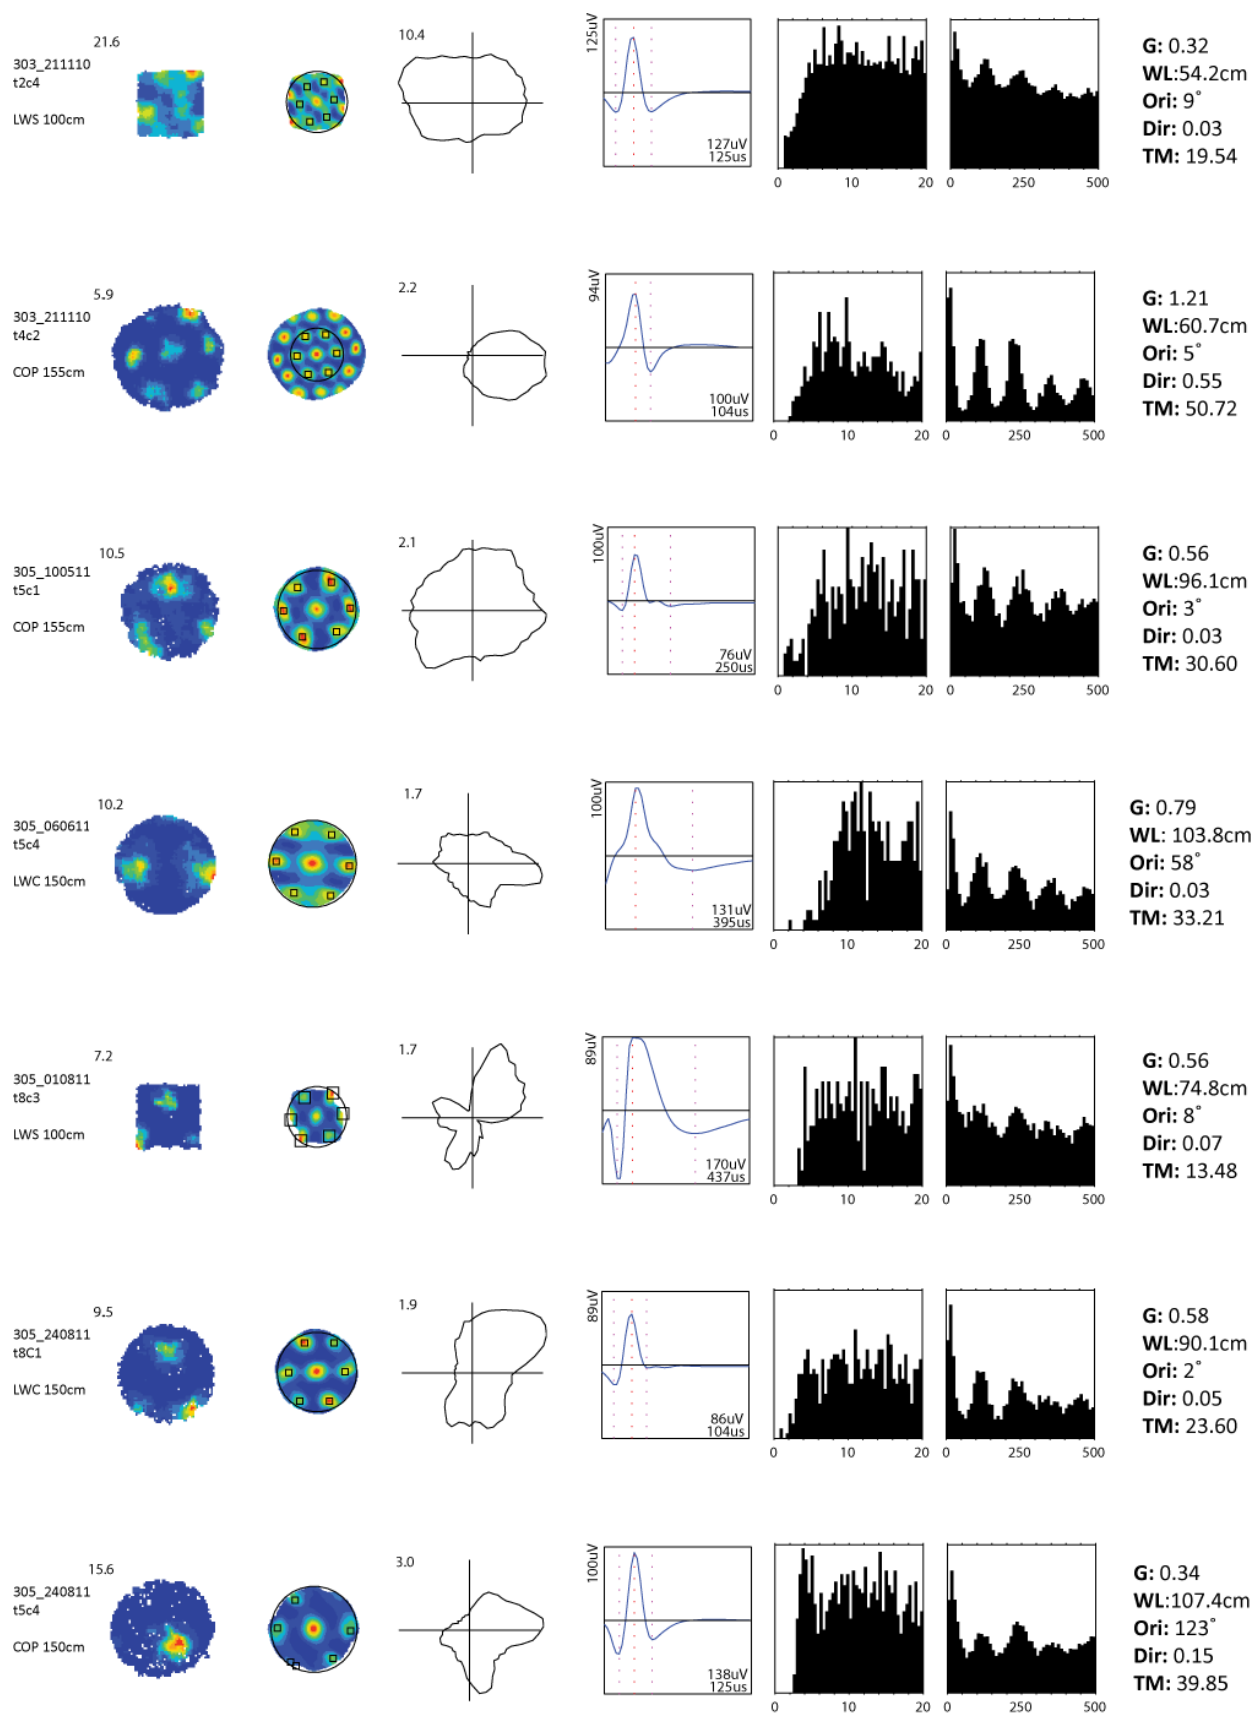 21.6
303_211110
t2c4
LWS 100cm
10.4
125uV
127uV
125us
0 10 20
0 250 500
G: 0.32
WL:54.2cm
Ori: 9°
Dir: 0.03
TM: 19.54
5.9
303_211110
t4c2
COP 155cm
2.2
94uV
100uV
104us
0 10 20
0 250 500
G: 1.21
WL:60.7cm
Ori: 5°
Dir: 0.55
TM: 50.72
10.5
305_100511
t5c1
COP 155cm
2.1
100uV
76uV
250us
0 10 20
0 250 500
G: 0.56
WL:96.1cm
Ori: 3°
Dir: 0.03
TM: 30.60
10.2
305_060611
t5c4
LWC 150cm
1.7
100uV
131uV
395us
0 10 20
0 250 500
G: 0.79
WL: 103.8cm
Ori: 58°
Dir: 0.03
TM: 33.21
7.2
305_010811
t8c3
LWS 100cm
1.7
89uV
170uV
437us
0 10 20
0 250 500
G: 0.56
WL:74.8cm
Ori: 8°
Dir: 0.07
TM: 13.48
9.5
305_240811
t8C1
LWC 150cm
1.9
89uV
86uV
104us
0 10 20
0 250 500
G: 0.58
WL:90.1cm
Ori: 2°
Dir: 0.05
TM: 23.60
15.6
305_240811
t5c4
COP 150cm
3.0
100uV
138uV
125us
0 10 20
0 250 500
G: 0.34
WL:107.4cm
Ori: 123°
Dir: 0.15
TM: 39.85